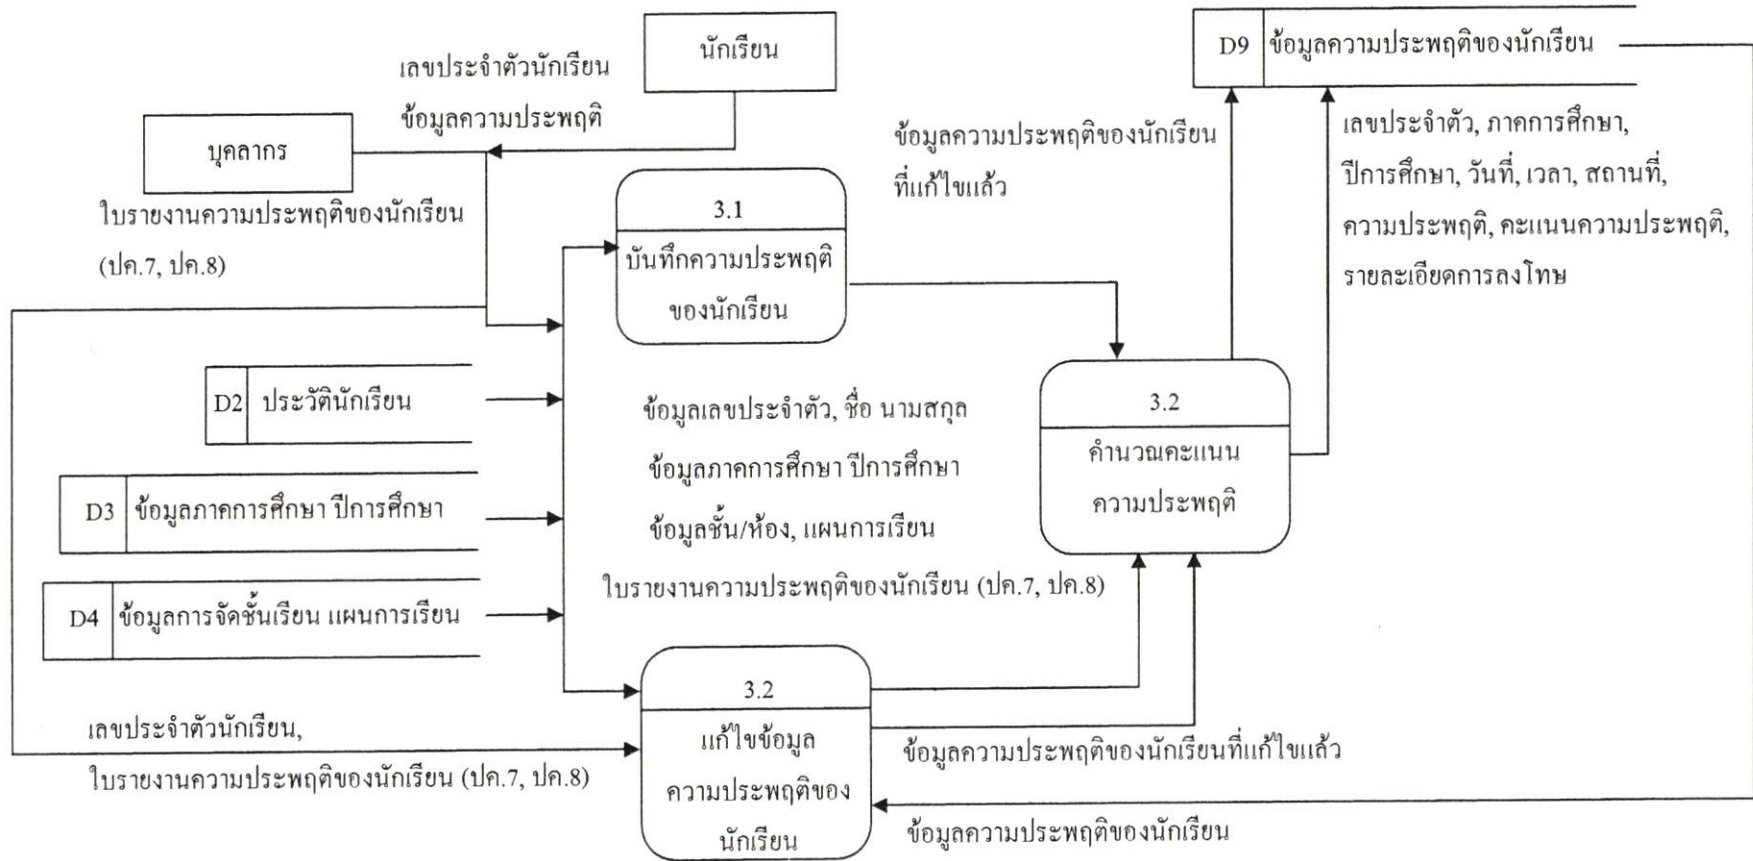 นักเรียน
D9 ข้อมูลความประพฤติของนักเรียน
เลขประจำตัวนักเรียน
ข้อมูลความประพฤติ
บุคลากร
ใบรายงานความประพฤติของนักเรียน
(ปค.7, ปค.8)
ข้อมูลความประพฤติของนักเรียน
ที่แก้ไขแล้ว
เลขประจำตัว, ภาคการศึกษา,
ปีการศึกษา, วันที่, เวลา, สถานที่,
ความประพฤติ, คะแนนความประพฤติ,
รายละเอียดการลงโทษ
3.1
บันทึกความประพฤติ
ของนักเรียน
D2 ประวัตินักเรียน
D3 ข้อมูลภาคการศึกษา ปีการศึกษา
D4 ข้อมูลการจัดชั้นเรียน แผนการเรียน
ข้อมูลเลขประจำตัว, ชื่อ นามสกุล
ข้อมูลภาคการศึกษา ปีการศึกษา
ข้อมูลชั้น/ห้อง, แผนการเรียน
ใบรายงานความประพฤติของนักเรียน (ปค.7, ปค.8)
3.2
คำนวณคะแนน
ความประพฤติ
3.2
แก้ไขข้อมูล
ความประพฤติของ
นักเรียน
เลขประจำตัวนักเรียน,
ใบรายงานความประพฤติของนักเรียน (ปค.7, ปค.8)
ข้อมูลความประพฤติของนักเรียนที่แก้ไขแล้ว
ข้อมูลความประพฤติของนักเรียน